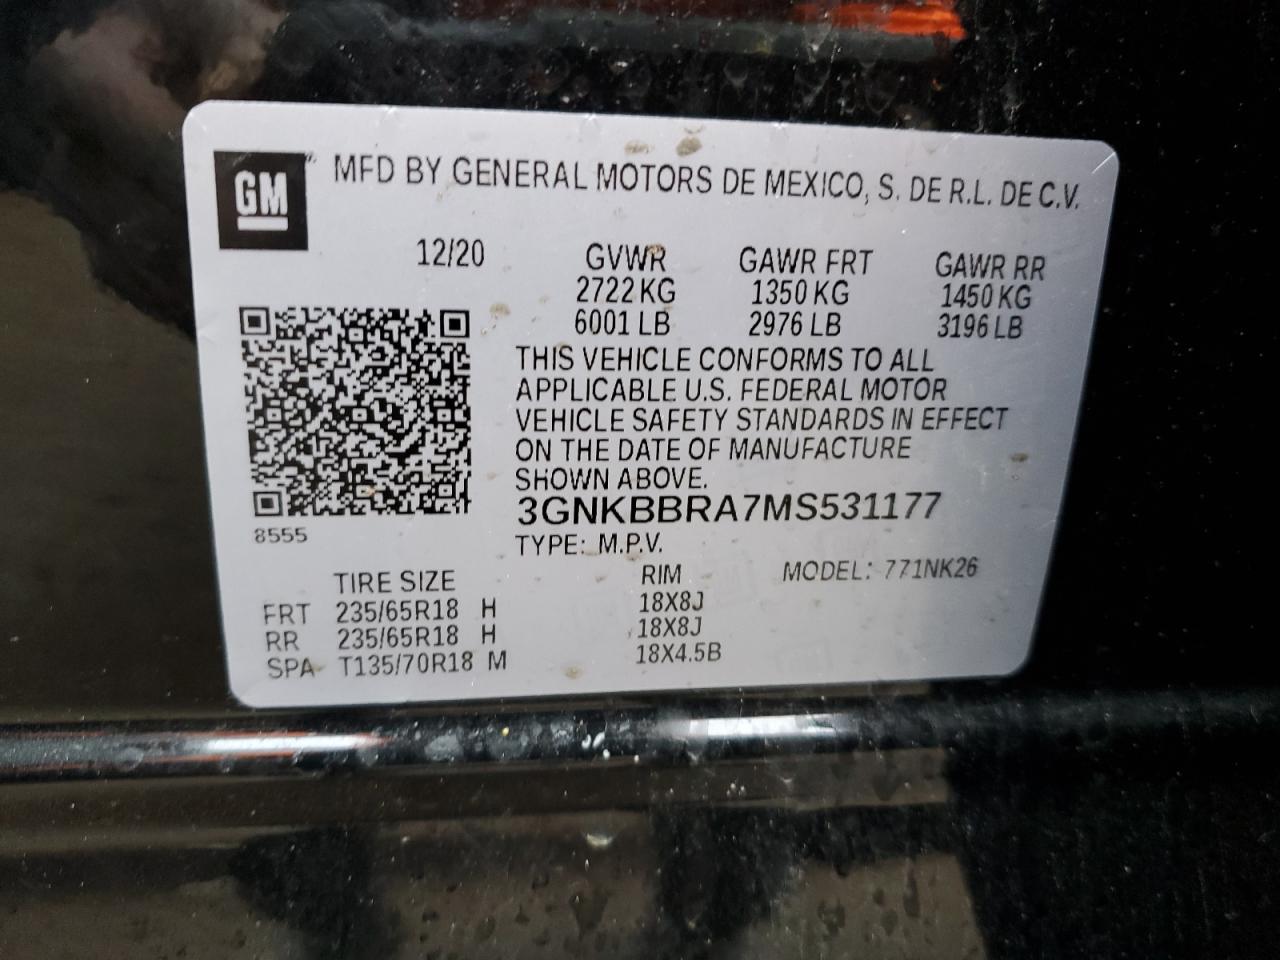 GM
MFD BY GENERAL MOTORS DE MEXICO, S. DE R.L. DE C.V.
12/20 GVWR GAWR FRT GAWR RR
2722 KG 1350 KG 1450 KG
6001 LB 2976 LB 3196 LB
THIS VEHICLE CONFORMS TO ALL
APPLICABLE U.S. FEDERAL MOTOR
VEHICLE SAFETY STANDARDS IN EFFECT
ON THE DATE OF MANUFACTURE
SHOWN ABOVE.
3GNKBBRA7MS531177
8555
TYPE: M.P.V.
TIRE SIZE RIM MODEL: 771NK26
FRT 235/65R18 H 18X8J
RR 235/65R18 H 18X8J
SPA T135/70R18 M 18X4.5B